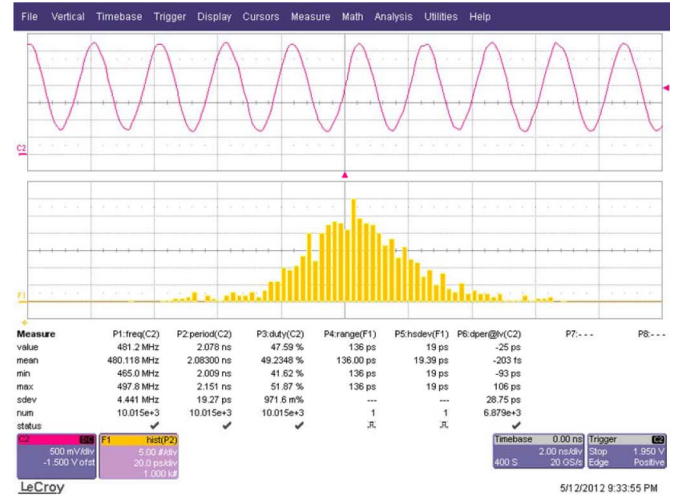 File Vertical Timebase Trigger Display Cursors Measure Math Analysis Utilities Help
C2
F1
Measure P1:freq(C2) P2:period(C2) P3:duty(C2) P4:range(F1) P5:hsdev(F1) P6:dper@lv(C2) P7:- - - P8:- - -
value 481.2 MHz 2.078 ns 47.59 % 136 ps 19 ps -25 ps
mean 480.118 MHz 2.08300 ns 49.2348 % 136.00 ps 19.39 ps -203 fs
min 465.0 MHz 2.009 ns 41.62 % 136 ps 19 ps -93 ps
max 497.8 MHz 2.151 ns 51.87 % 136 ps 19 ps 106 ps
sdev 4.441 MHz 19.27 ps 971.6 m% --- --- 28.75 ps
num 10.015e+3 10.015e+3 10.015e+3 1 1 6.879e+3
status
C2 DC F1 hist(P2) Timebase 0.00 ns Trigger C2
500 mV/div 5.00 #/div 2.00 ns/div Stop 1.950 V
-1.500 V ofst 20.0 ps/div 400 S 20 GS/s Edge Positive
1.000 k#
LeCroy 5/12/2012 9:33:55 PM